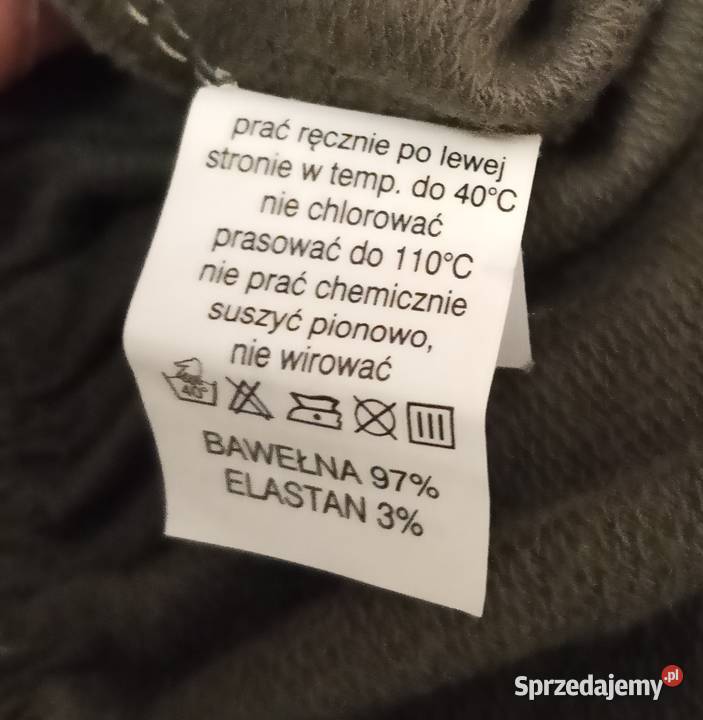 prać ręcznie po lewej
stronie w temp. do 40°C
nie chlorować
prasować do 110°C
nie prać chemicznie
suszyć pionowo,
nie wirować
40°
BAWEŁNA 97%
ELASTAN 3%
Sprzedajemy.pl